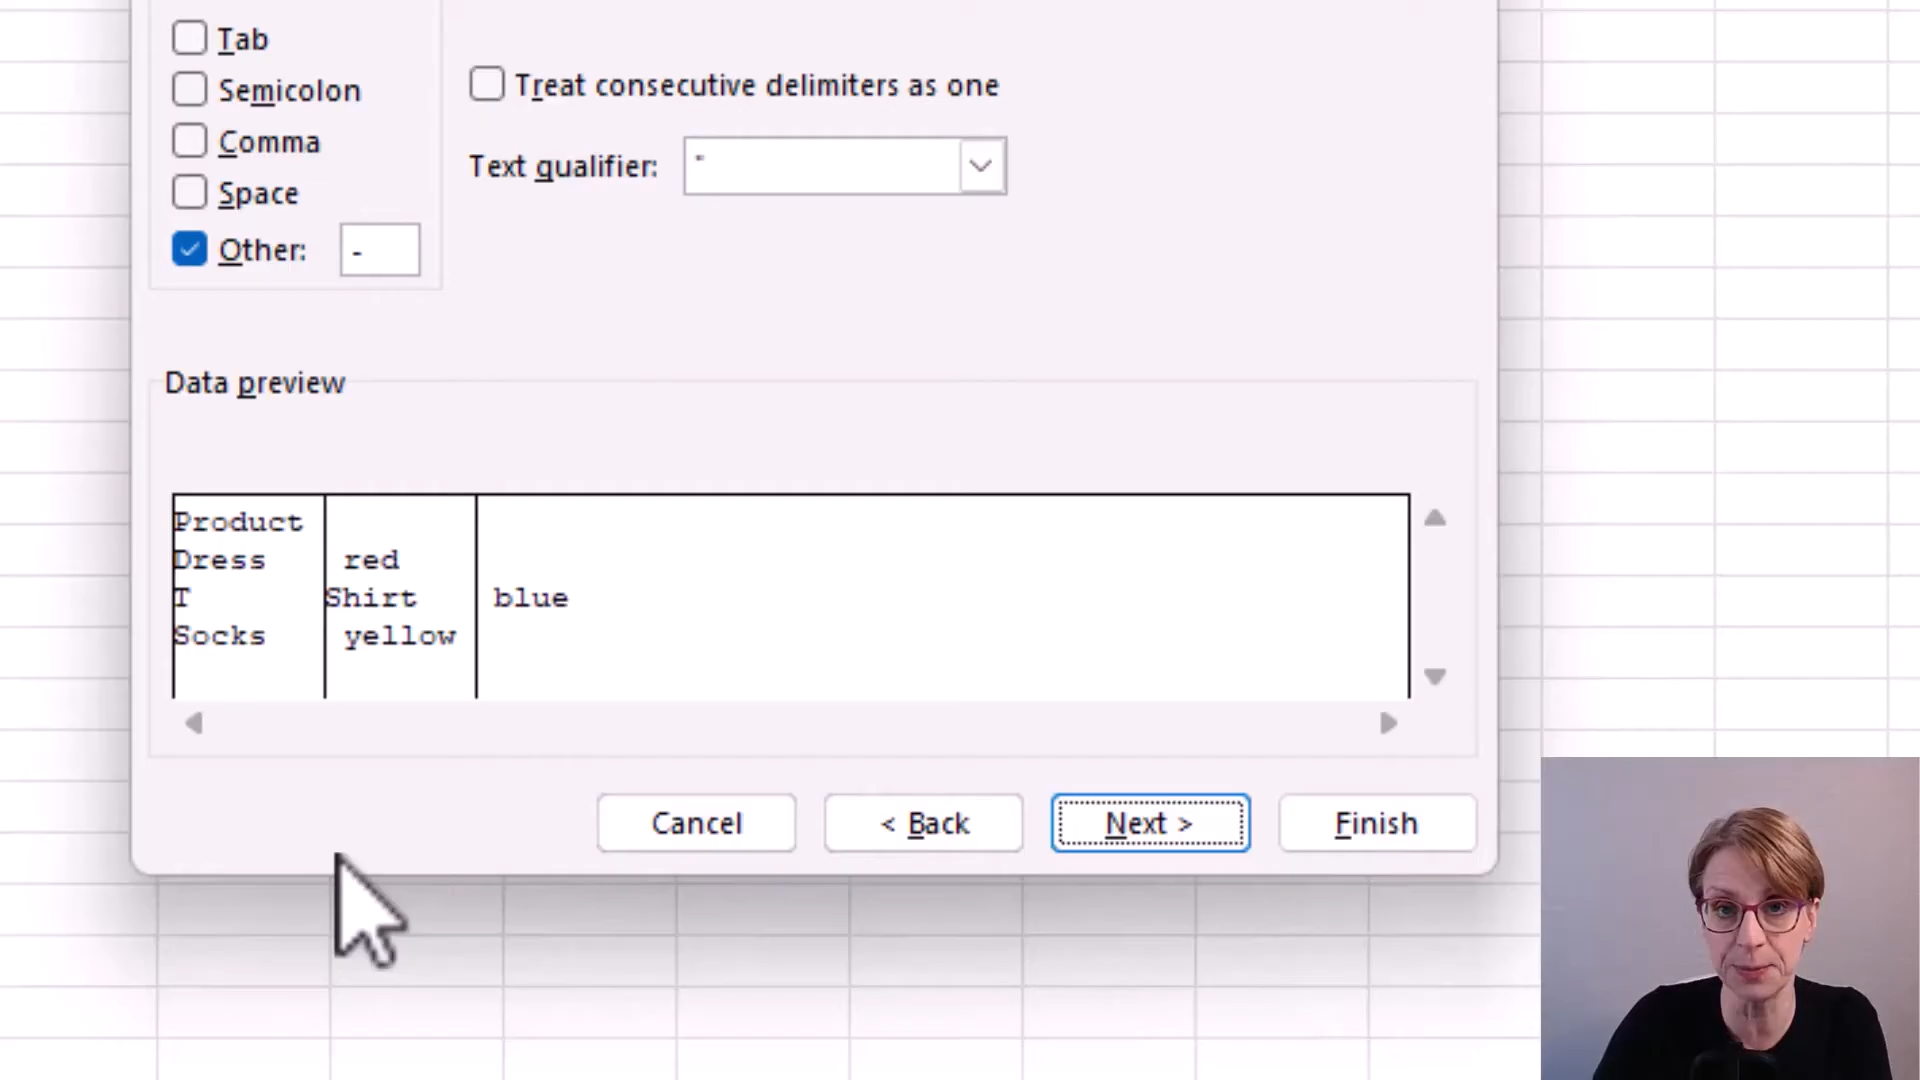 Tab
Semicolon
Treat consecutive delimiters as one
Comma
Text qualifier: "
Space
Other: -
Data preview
Product
Dress red
T Shirt blue
Socks yellow
Cancel < Back Next > Finish